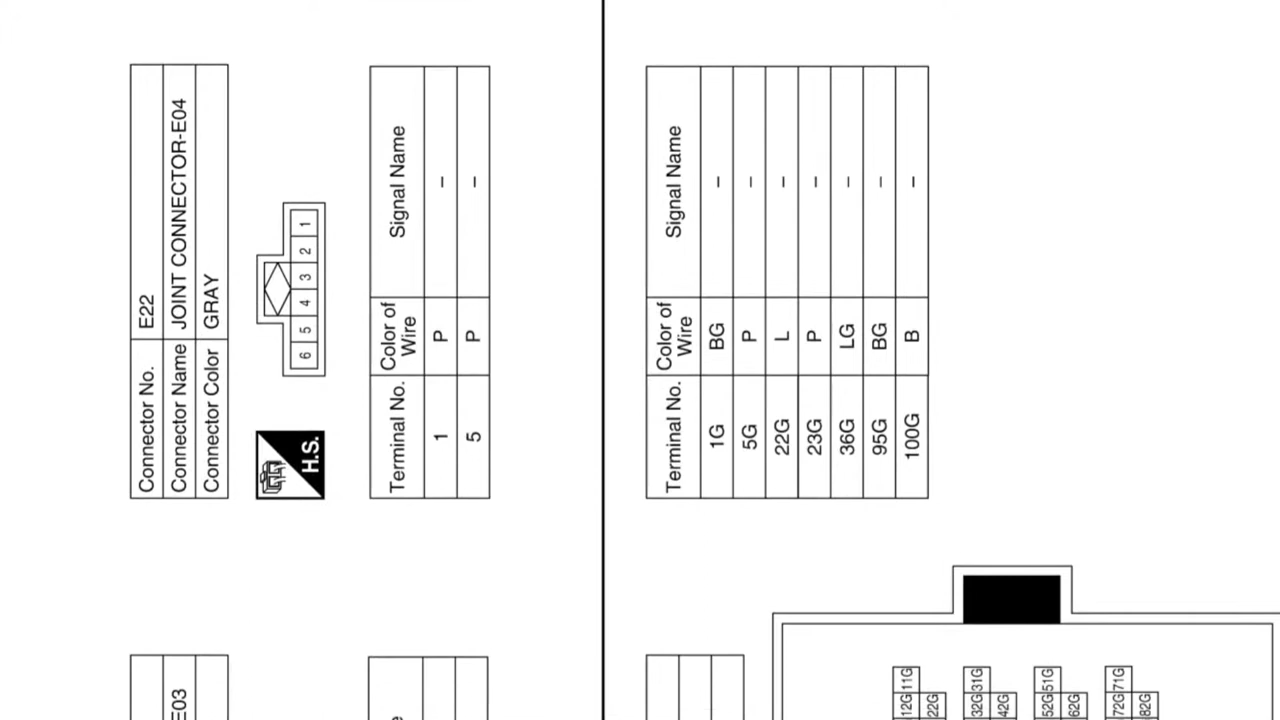 Connector No. E22
Connector Name JOINT CONNECTOR-E04
Connector Color GRAY
H.S.
6 5 4 3 2 1
Terminal No. Color of Wire Signal Name
1 P –
5 P –
Terminal No. Color of Wire Signal Name
1G BG –
5G P –
22G L –
23G P –
36G LG –
95G BG –
100G B –
E03
12G 11G
22G
32G 31G
42G
52G 51G
62G
72G 71G
82G